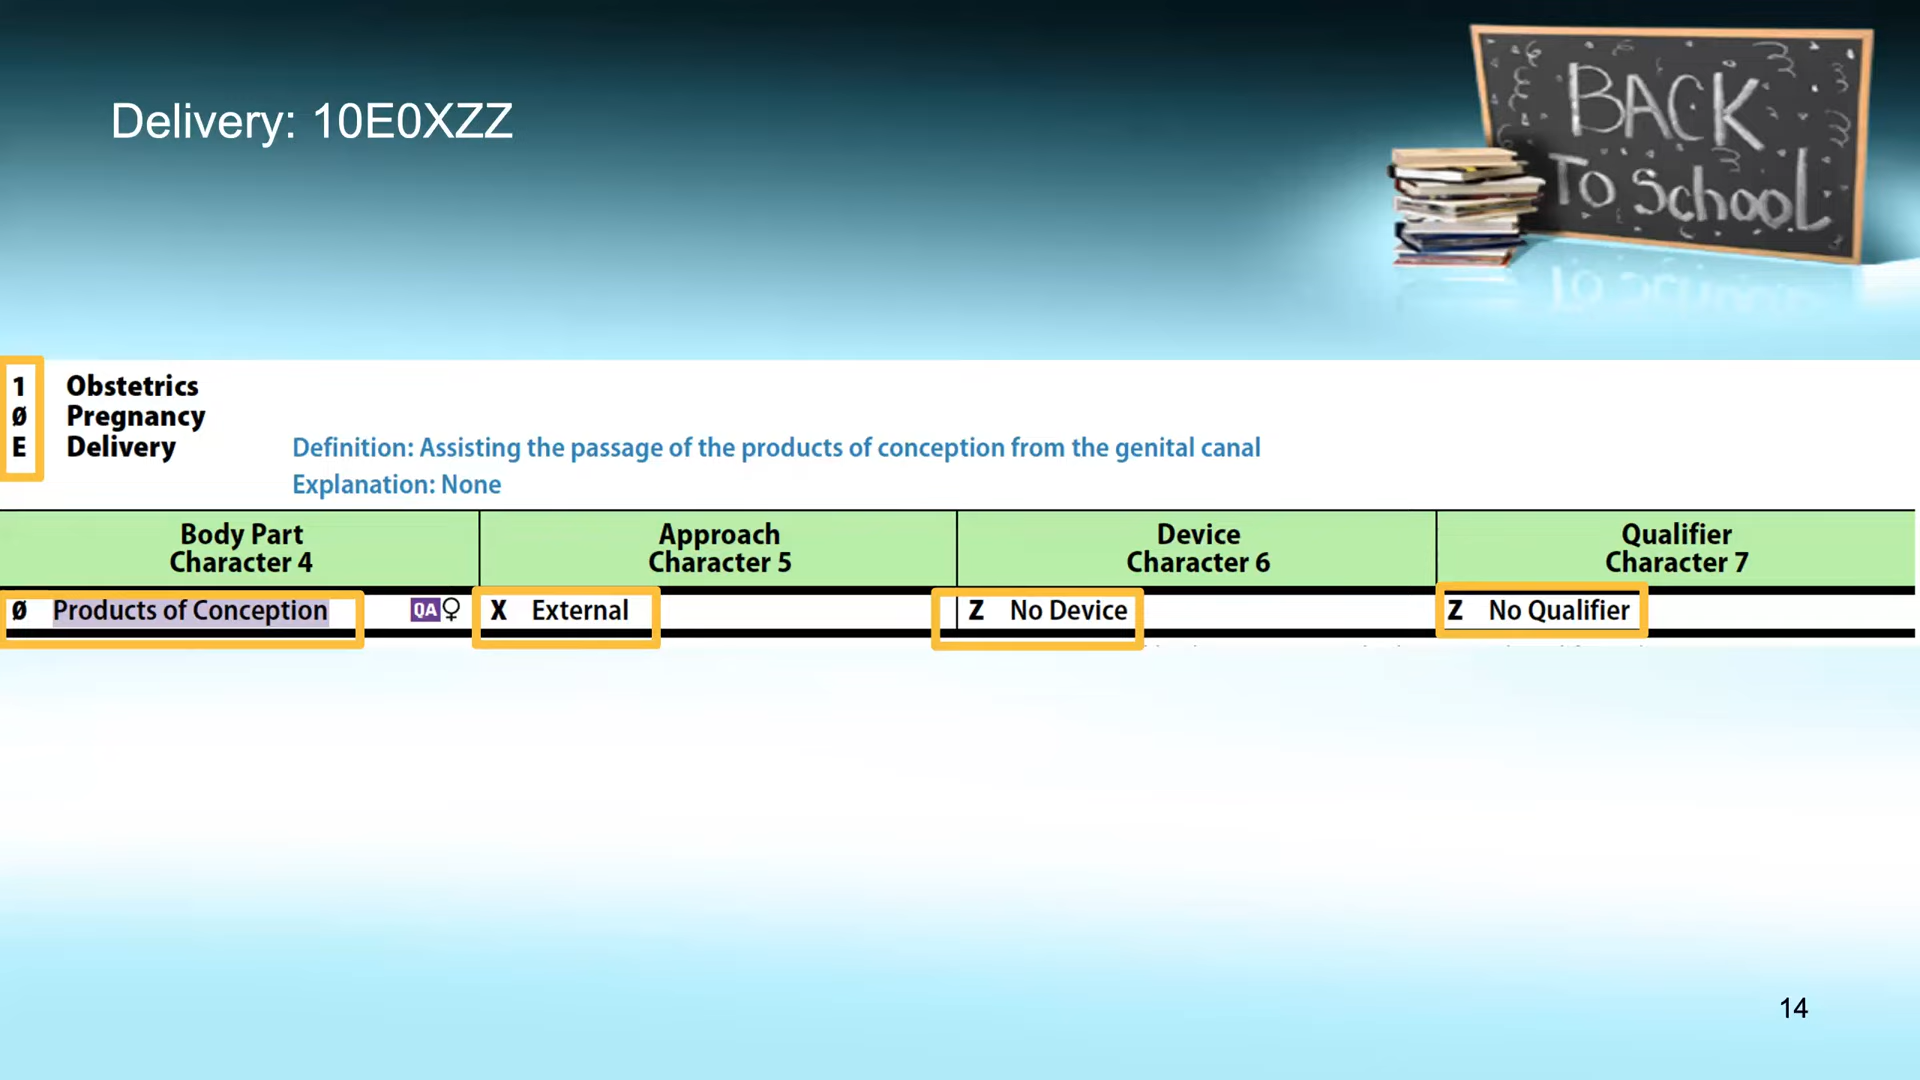 Delivery: 10E0XZZ
BACK
To School
1 Obstetrics
Ø Pregnancy
E Delivery Definition: Assisting the passage of the products of conception from the genital canal
Explanation: None
Body Part Approach Device Qualifier
Character 4 Character 5 Character 6 Character 7
Ø Products of Conception QA♀ X External Z No Device Z No Qualifier
14